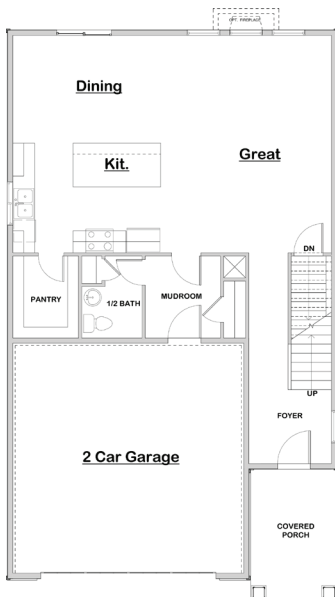 OPT. FIREPLACE
Dining
Kit.
Great
DN
PANTRY
1/2 BATH
MUDROOM
UP
FOYER
2 Car Garage
COVERED
PORCH